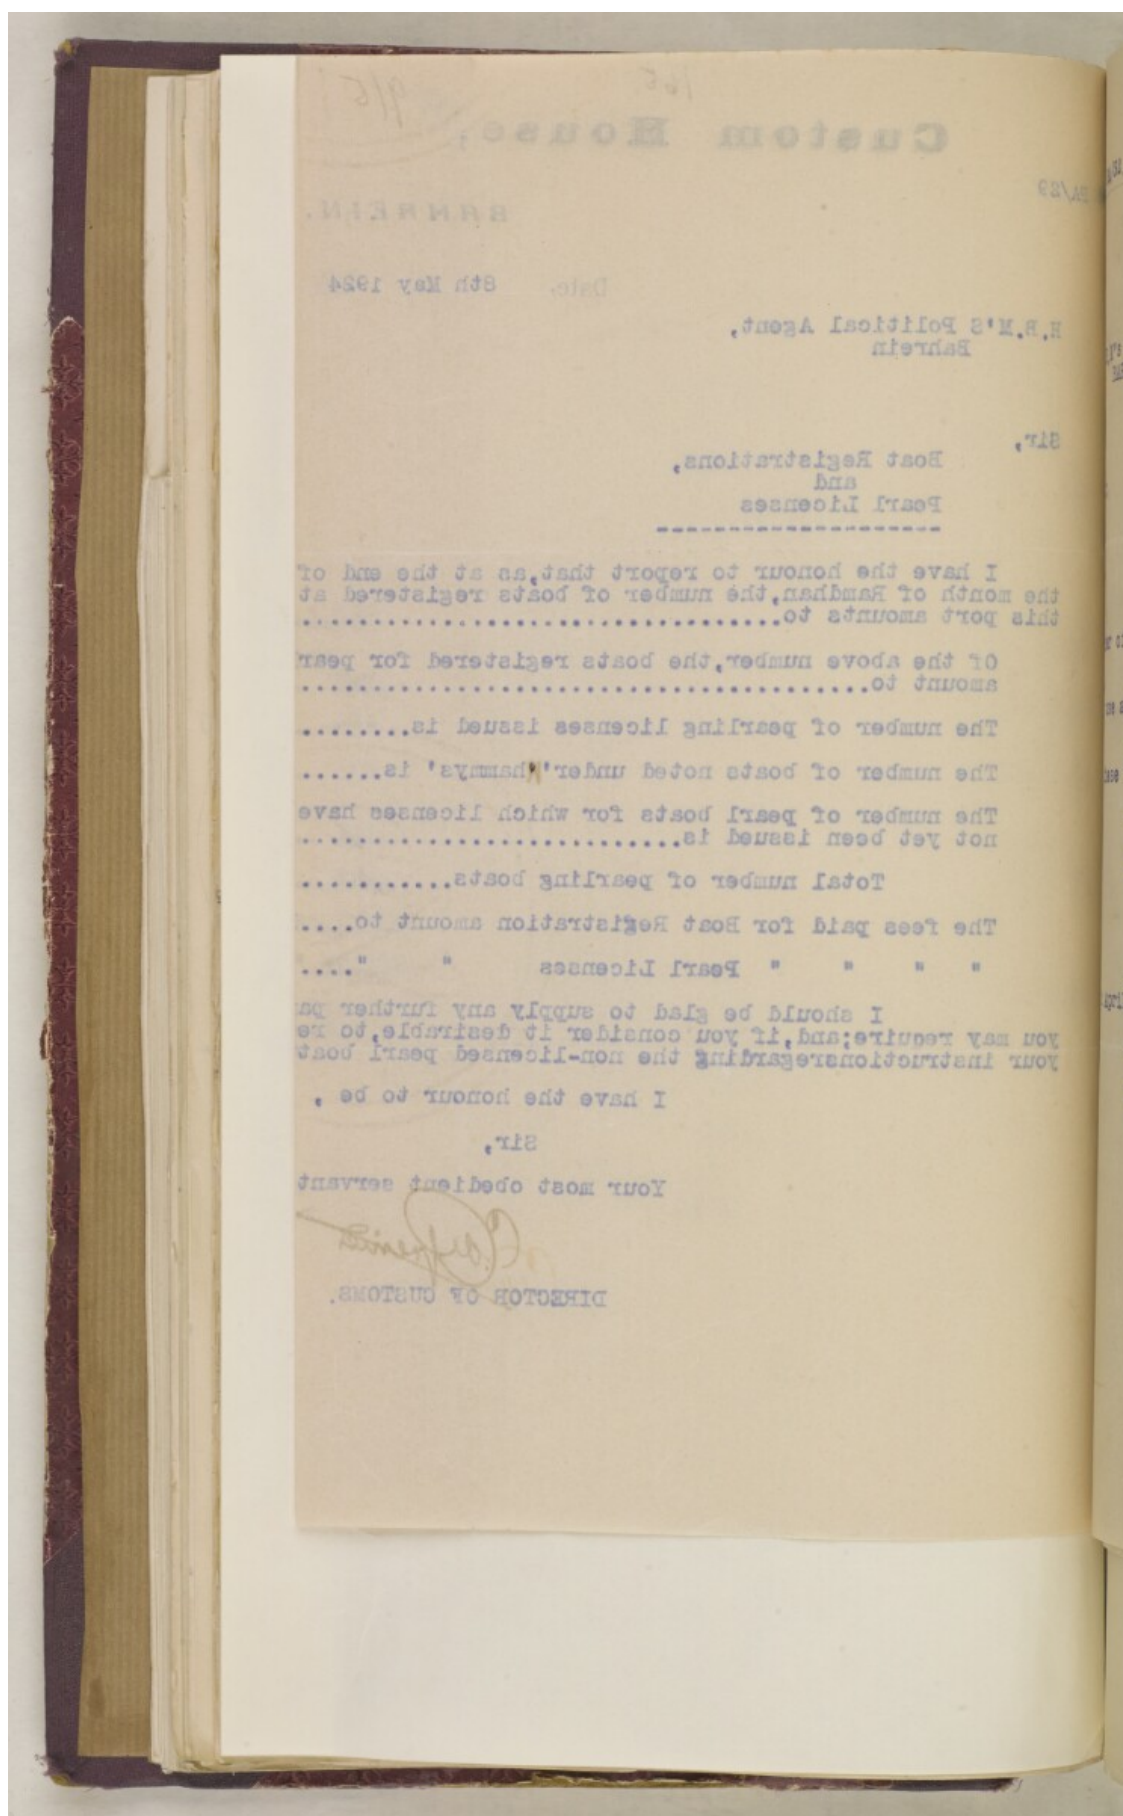 165
9/5
Custom House,
PA/29
BAHREIN.
Date. 8th May 1924
H.B.M'S Political Agent,
Bahrein
Sir,
Boat Registrations,
and
Pearl Licenses
I have the honour to report that,as at the end of
the month of Ramdhan,the number of boats registered at
this port amounts to..................................
Of the above number,the boats registered for pear
amount to........................................
The number of pearling licenses issued is........
The number of boats noted under'Khammys' is......
The number of pearl boats for which licenses have
not yet been issued is...........................
Total number of pearling boats...........
The fees paid for Boat Registration amount to....
" " " " Pearl Licenses " "....
I should be glad to supply any further pa
you may require;and,if you consider it desirable,to re
your instructionsregarding the non-licensed pearl boat
I have the honour to be ,
Sir,
Your most obedient servant
DIRECTOR OF CUSTOMS.